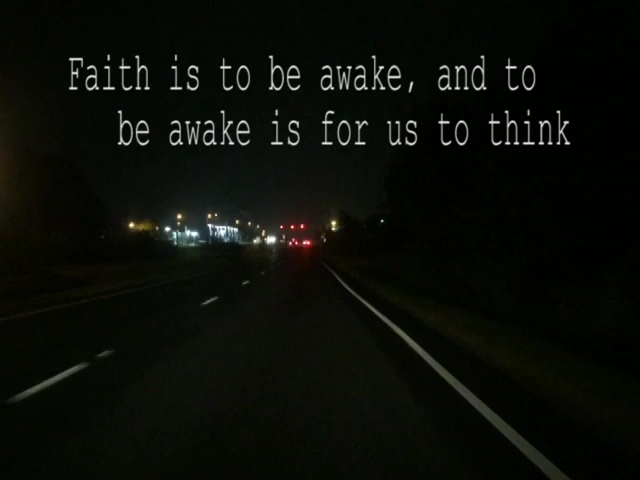 Faith is to be awake, and to
be awake is for us to think